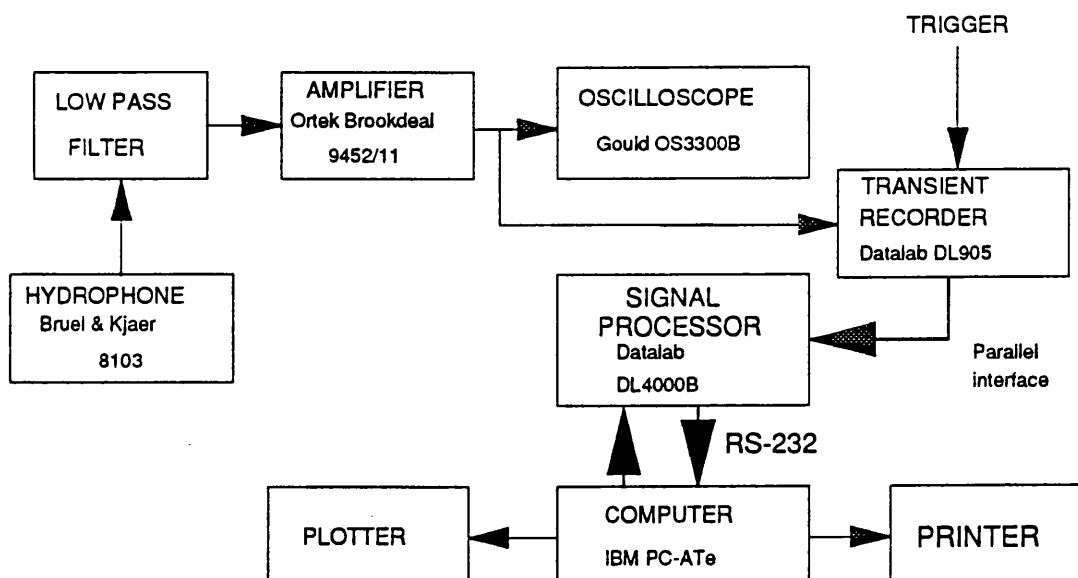 TRIGGER
LOW PASS
FILTER
AMPLIFIER
Ortek Brookdeal
9452/11
OSCILLOSCOPE
Gould OS3300B
TRANSIENT
RECORDER
Datalab DL905
HYDROPHONE
Bruel & Kjaer
8103
SIGNAL
PROCESSOR
Datalab
DL4000B
Parallel
interface
RS-232
PLOTTER
COMPUTER
IBM PC-ATe
PRINTER